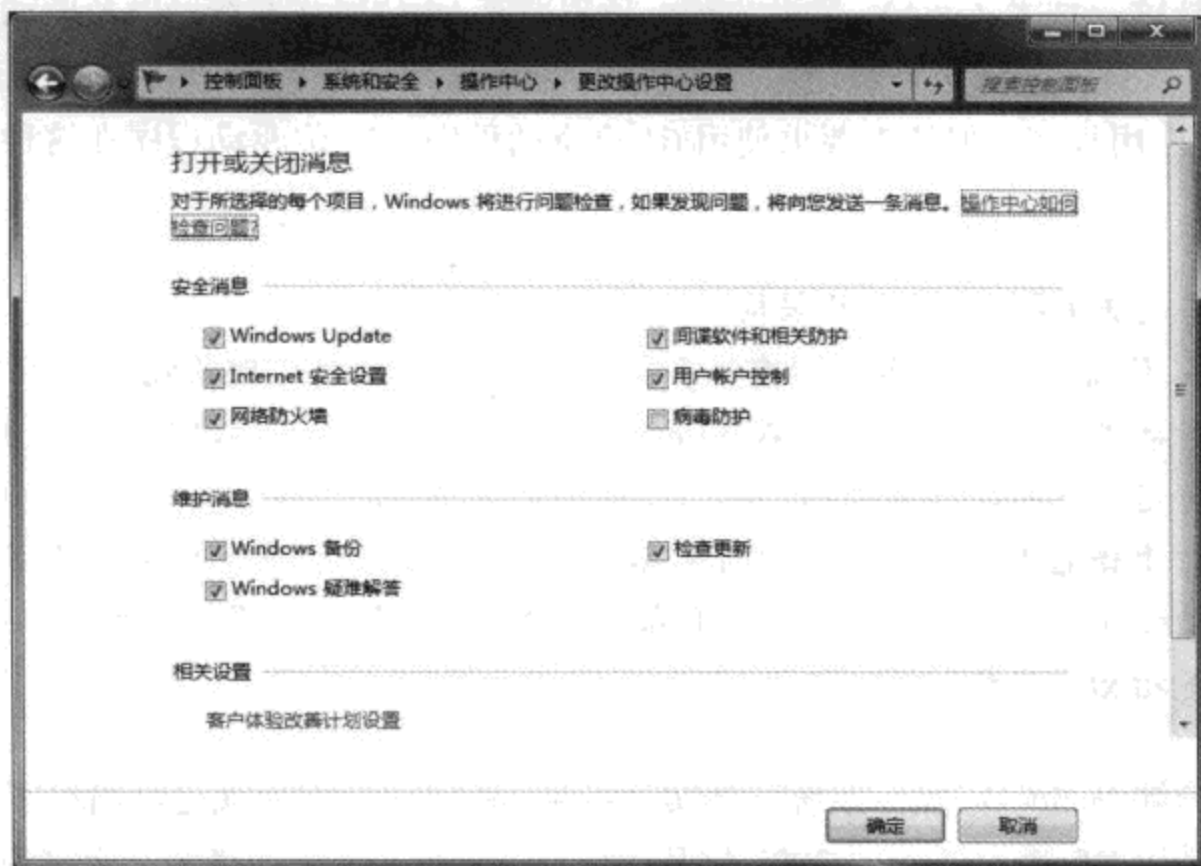 控制面板 ▸ 系统和安全 ▸ 操作中心 ▸ 更改操作中心设置
搜索控制面板
打开或关闭消息
对于所选择的每个项目，Windows 将进行问题检查，如果发现问题，将向您发送一条消息。操作中心如何
检查问题?
安全消息
Windows Update
间谍软件和相关防护
Internet 安全设置
用户帐户控制
网络防火墙
病毒防护
维护消息
Windows 备份
检查更新
Windows 疑难解答
相关设置
客户体验改善计划设置
确定
取消